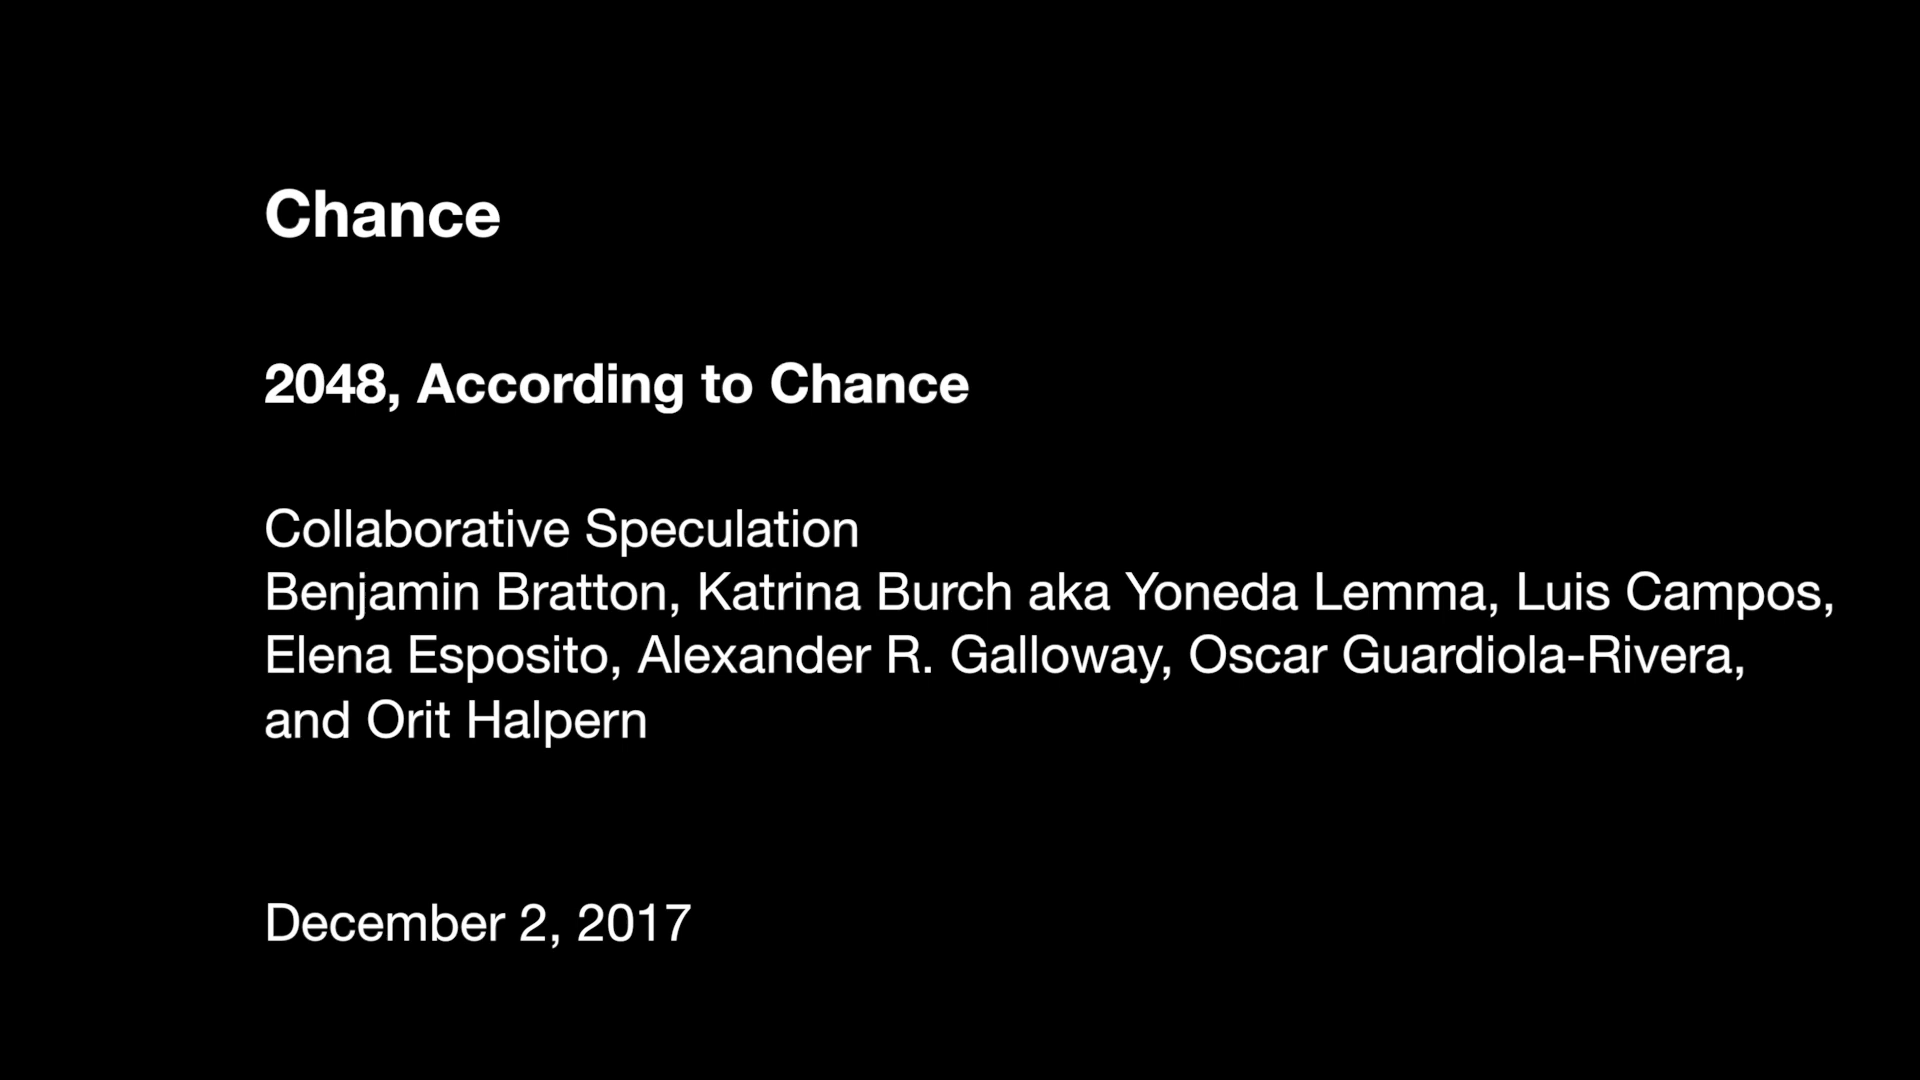 Chance
2048, According to Chance
Collaborative Speculation
Benjamin Bratton, Katrina Burch aka Yoneda Lemma, Luis Campos,
Elena Esposito, Alexander R. Galloway, Oscar Guardiola-Rivera,
and Orit Halpern
December 2, 2017